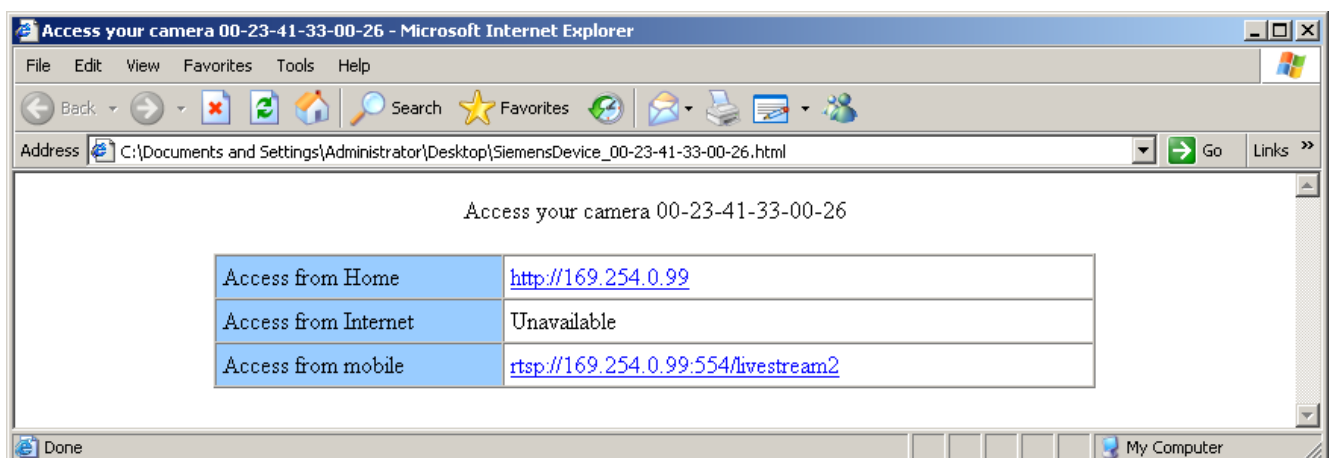 Access your camera 00-23-41-33-00-26 - Microsoft Internet Explorer
File Edit View Favorites Tools Help
Back Search Favorites
Address C:\Documents and Settings\Administrator\Desktop\SiemensDevice_00-23-41-33-00-26.html Go Links »
Access your camera 00-23-41-33-00-26
Access from Home http://169.254.0.99
Access from Internet Unavailable
Access from mobile rtsp://169.254.0.99:554/livestream2
Done My Computer